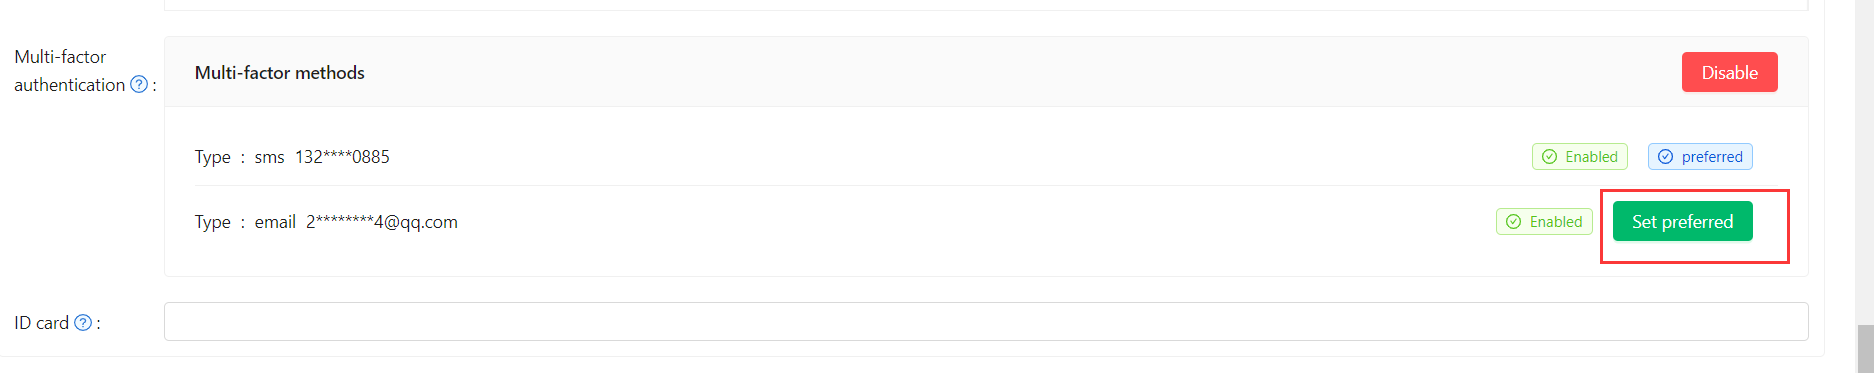 Multi-factor
authentication :
Multi-factor methods
Disable
Type : sms 132****0885
Enabled
preferred
Type : email 2********4@qq.com
Enabled
Set preferred
ID card :